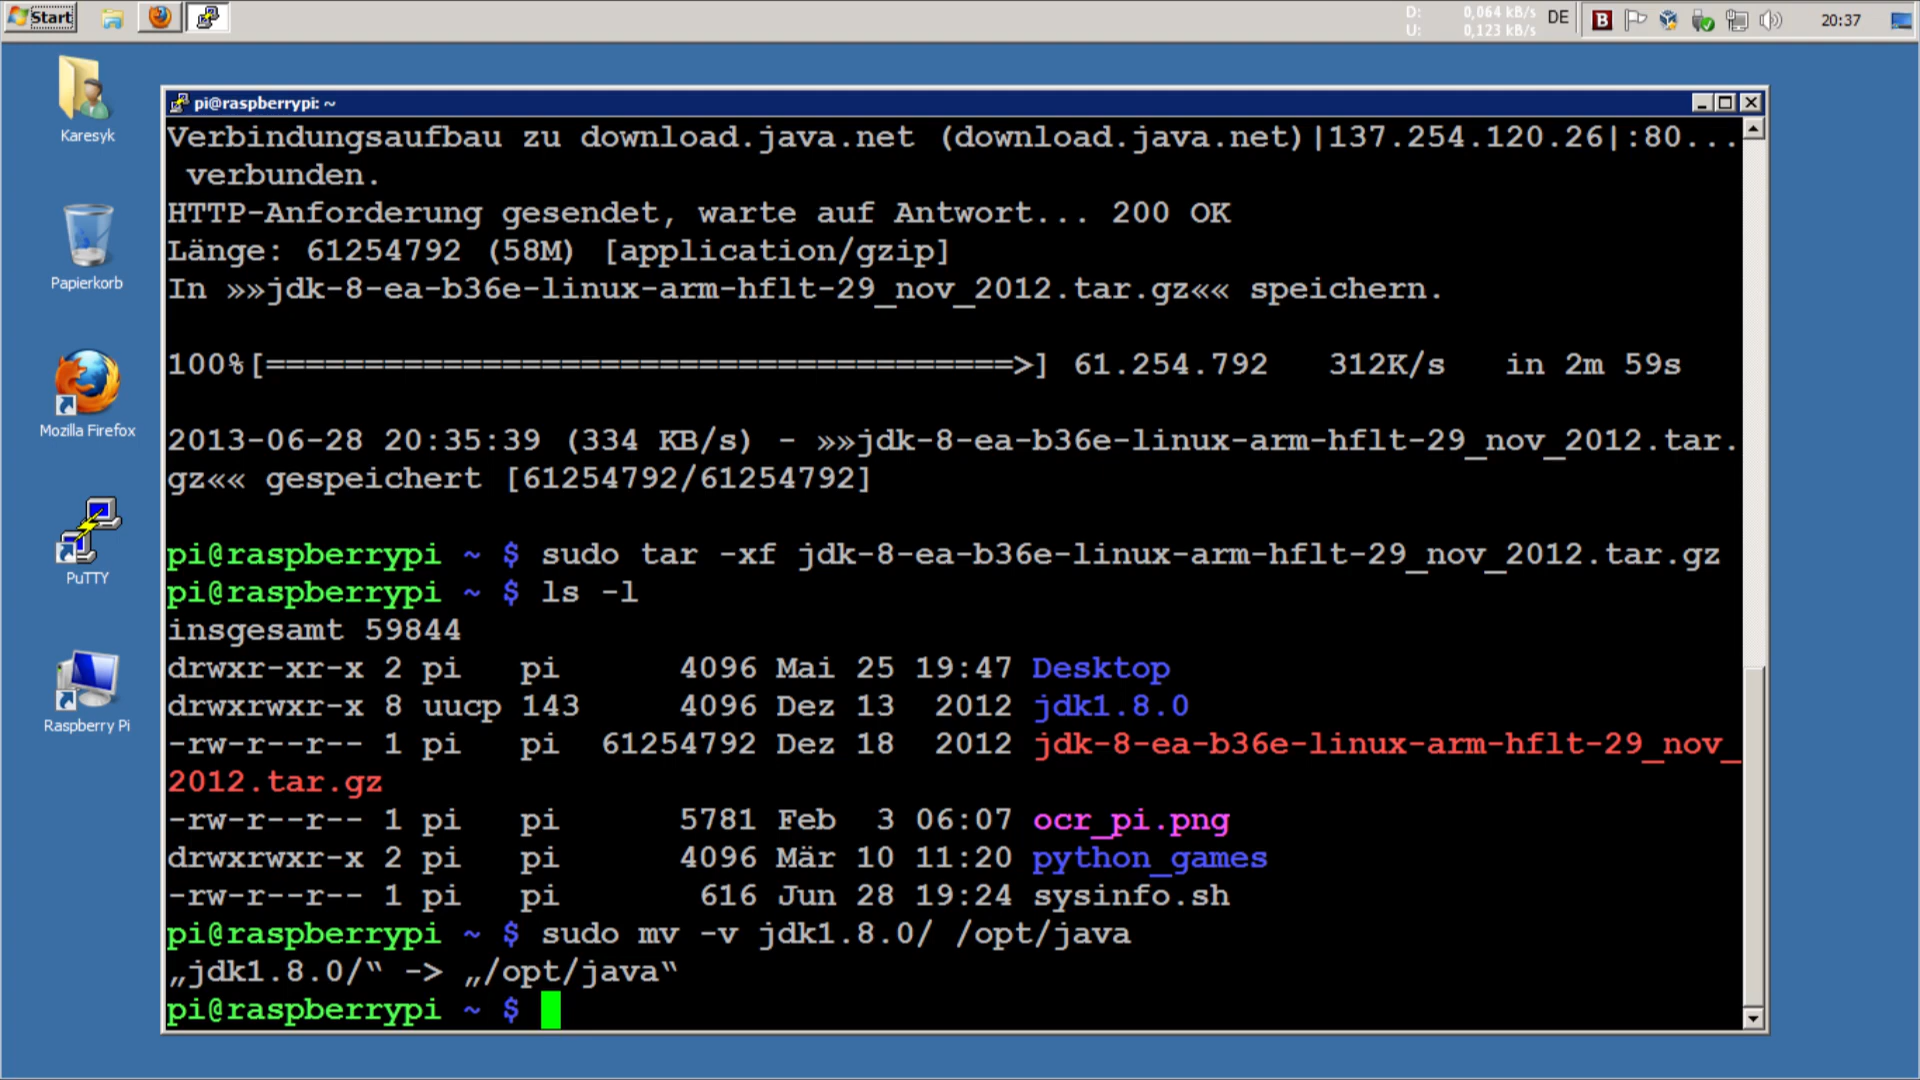 Start
D: 0,064 kB/s
U: 0,123 kB/s
DE
B
20:37
Karesyk
Papierkorb
Mozilla Firefox
PuTTY
Raspberry Pi
pi@raspberrypi: ~
Verbindungsaufbau zu download.java.net (download.java.net)|137.254.120.26|:80...
verbunden.
HTTP-Anforderung gesendet, warte auf Antwort... 200 OK
Länge: 61254792 (58M) [application/gzip]
In »»jdk-8-ea-b36e-linux-arm-hflt-29_nov_2012.tar.gz«« speichern.
100%[======================================>] 61.254.792   312K/s   in 2m 59s
2013-06-28 20:35:39 (334 KB/s) - »»jdk-8-ea-b36e-linux-arm-hflt-29_nov_2012.tar.
gz«« gespeichert [61254792/61254792]
pi@raspberrypi ~ $ sudo tar -xf jdk-8-ea-b36e-linux-arm-hflt-29_nov_2012.tar.gz
pi@raspberrypi ~ $ ls -l
insgesamt 59844
drwxr-xr-x 2 pi   pi       4096 Mai 25 19:47 Desktop
drwxrwxr-x 8 uucp 143      4096 Dez 13  2012 jdk1.8.0
-rw-r--r-- 1 pi   pi   61254792 Dez 18  2012 jdk-8-ea-b36e-linux-arm-hflt-29_nov_
2012.tar.gz
-rw-r--r-- 1 pi   pi       5781 Feb  3 06:07 ocr_pi.png
drwxrwxr-x 2 pi   pi       4096 Mär 10 11:20 python_games
-rw-r--r-- 1 pi   pi        616 Jun 28 19:24 sysinfo.sh
pi@raspberrypi ~ $ sudo mv -v jdk1.8.0/ /opt/java
„jdk1.8.0/“ -> „/opt/java“
pi@raspberrypi ~ $